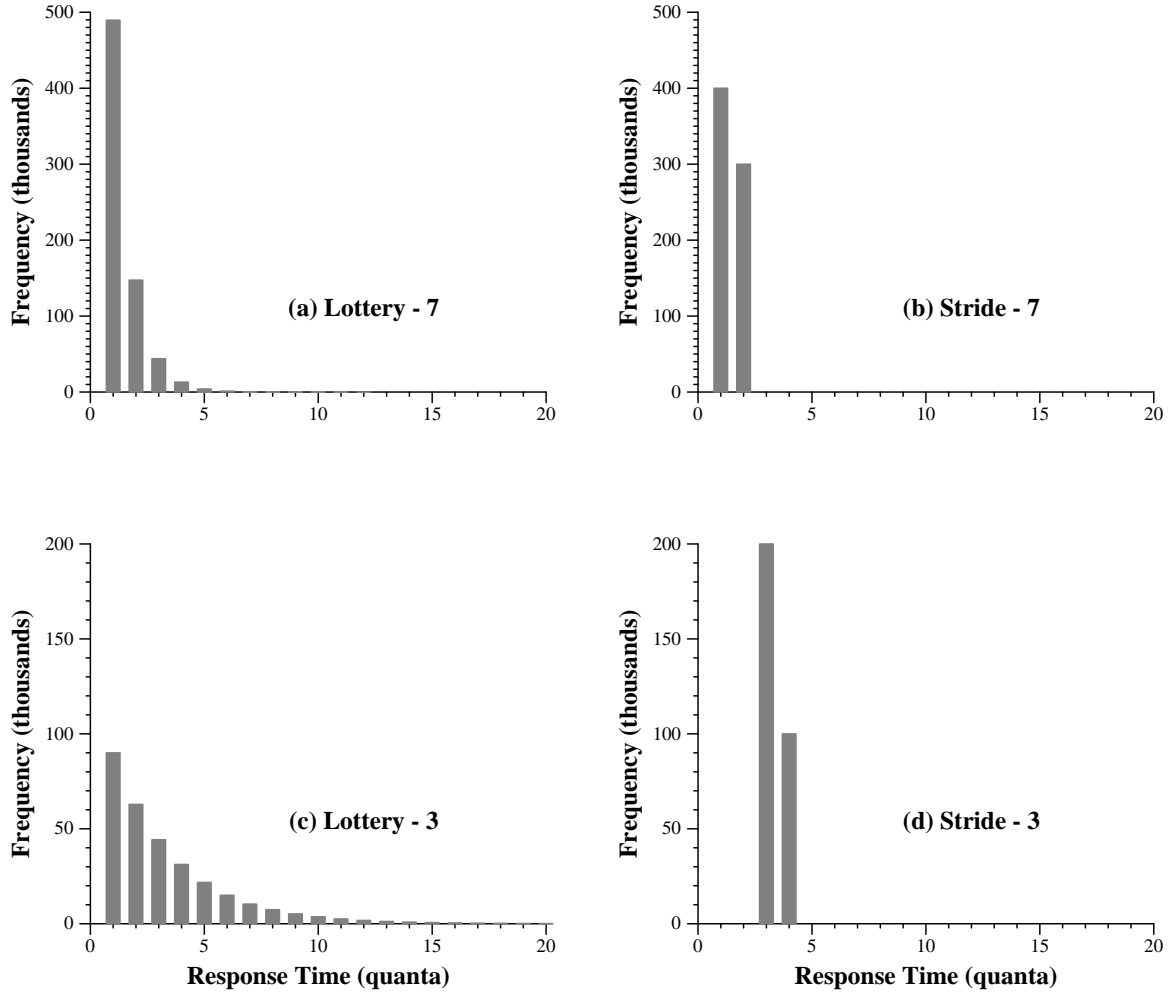 500
400
300
200
100
0
Frequency (thousands)
0 5 10 15 20
(a) Lottery - 7
500
400
300
200
100
0
Frequency (thousands)
0 5 10 15 20
(b) Stride - 7
200
150
100
50
0
Frequency (thousands)
0 5 10 15 20
Response Time (quanta)
(c) Lottery - 3
200
150
100
50
0
Frequency (thousands)
0 5 10 15 20
Response Time (quanta)
(d) Stride - 3